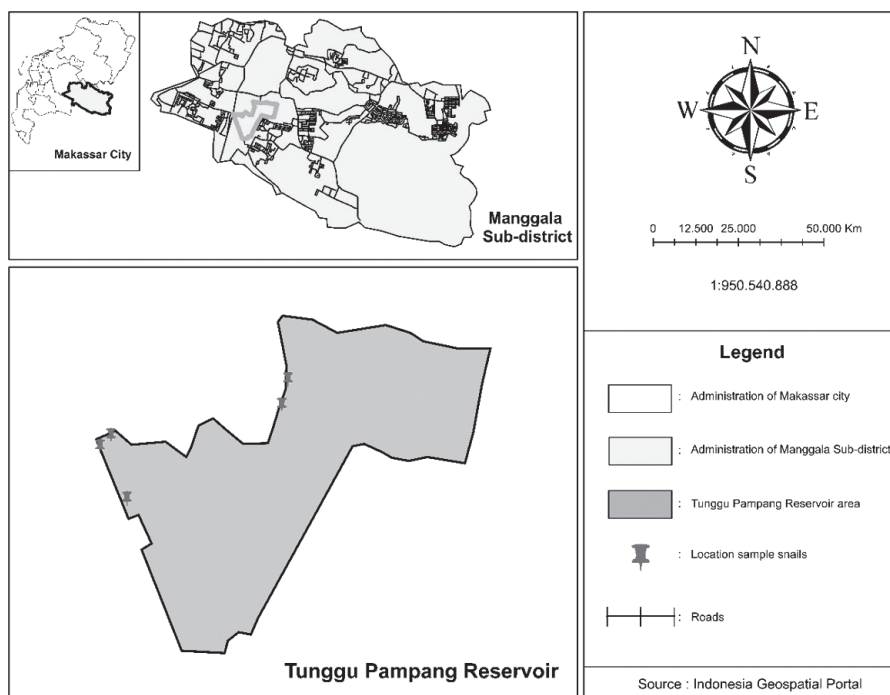 Makassar City
Manggala
Sub-district
Tunggu Pampang Reservoir
N
W
E
S
0 12.500 25.000 50.000 Km
1:950.540.888
Legend
: Administration of Makassar city
: Administration of Manggala Sub-district
: Tunggu Pampang Reservoir area
: Location sample snails
: Roads
Source : Indonesia Geospatial Portal